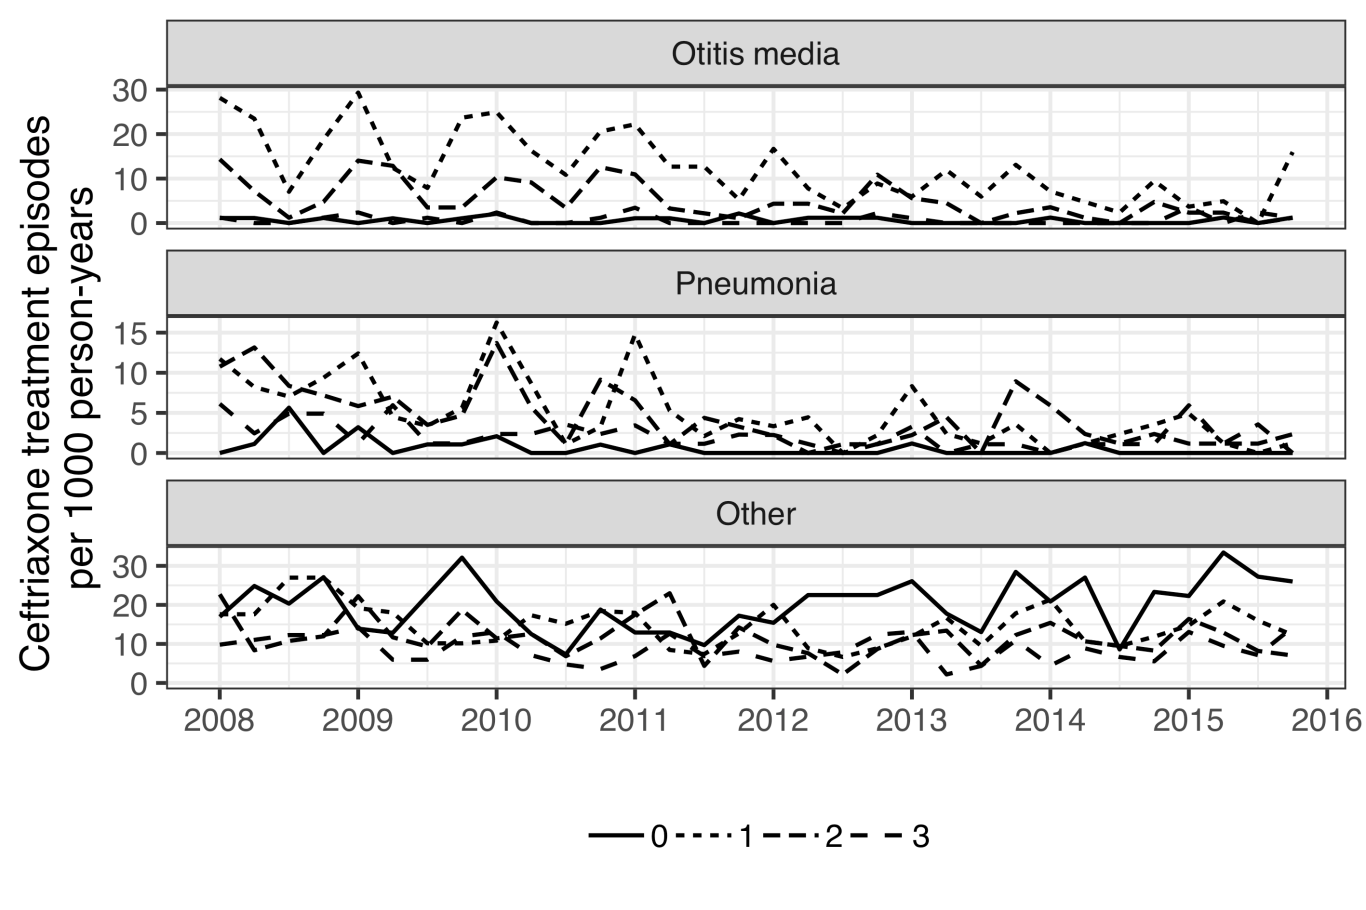 Ceftriaxone treatment episodes
per 1000 person-years
Otitis media
30
20
10
0
Pneumonia
15
10
5
0
Other
30
20
10
0
2008 2009 2010 2011 2012 2013 2014 2015 2016
0 1 2 3